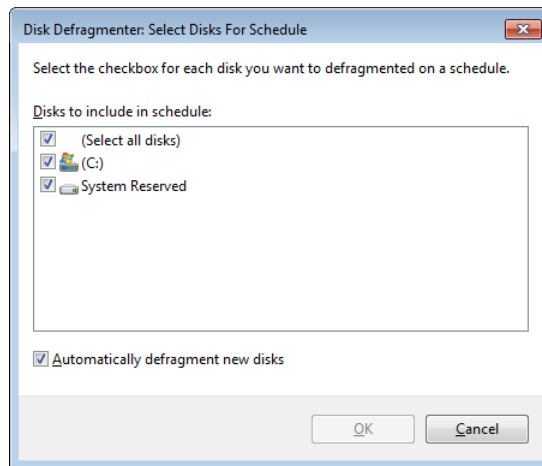 Disk Defragmenter: Select Disks For Schedule
Select the checkbox for each disk you want to defragmented on a schedule.
Disks to include in schedule:
(Select all disks)
(C:)
System Reserved
Automatically defragment new disks
OK Cancel